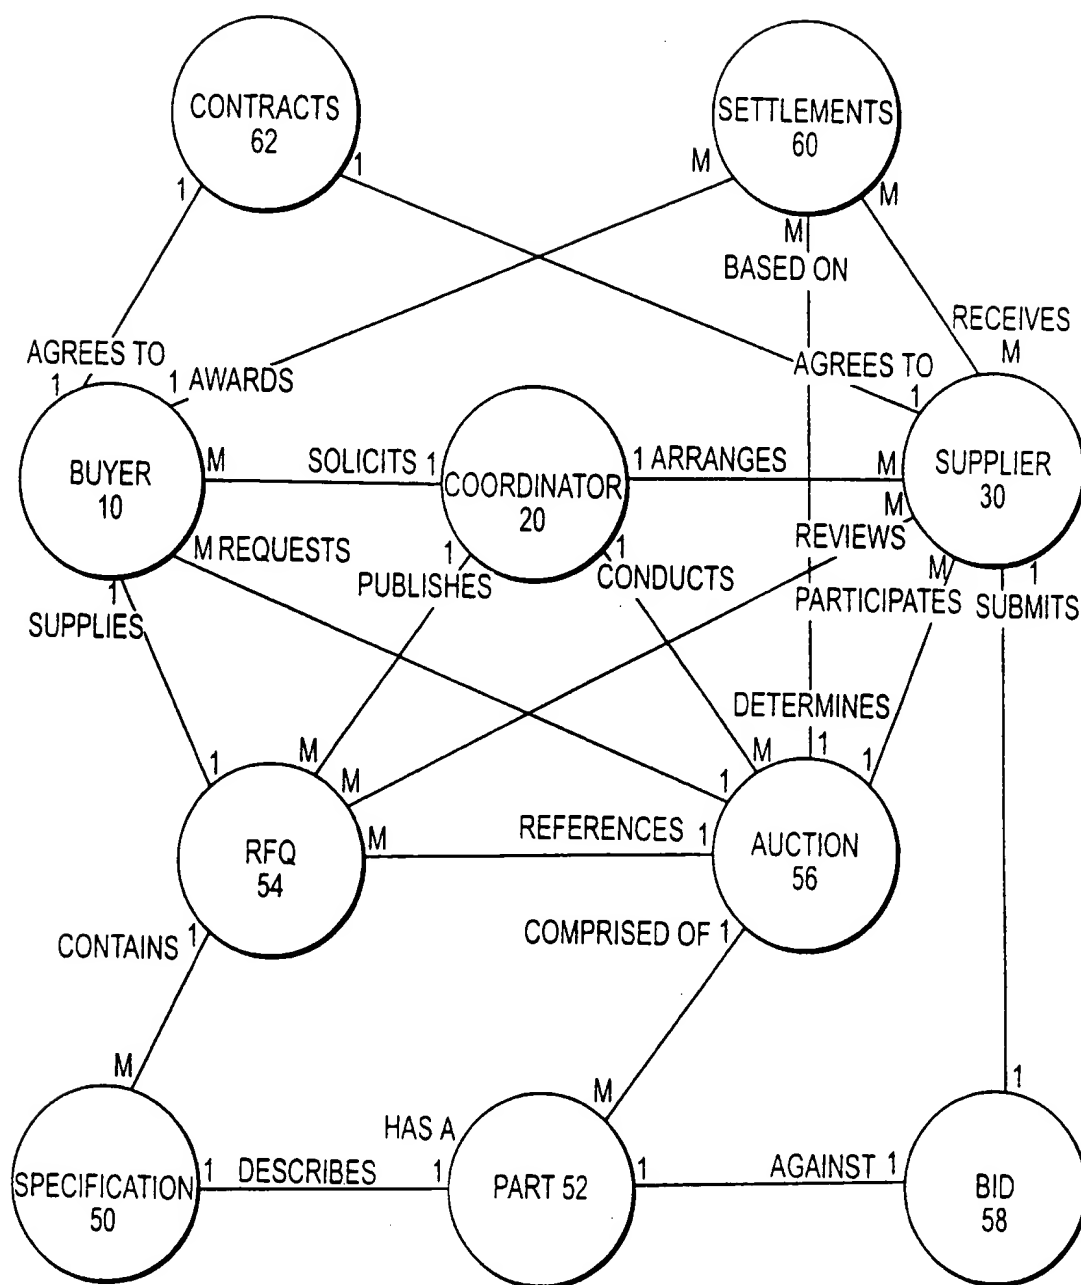 CONTRACTS
62
SETTLEMENTS
60
1
1
M
M
M
BASED ON
RECEIVES
M
AGREES TO
1
1 AWARDS
AGREES TO
1
BUYER
10
M
SOLICITS 1
COORDINATOR
20
1 ARRANGES
M
SUPPLIER
30
M REQUESTS
1
PUBLISHES
1
CONDUCTS
REVIEWS
M
1
SUPPLIES
PARTICIPATES
M
1
SUBMITS
DETERMINES
1
M
M
1
M
1
1
RFQ
54
M
REFERENCES 1
AUCTION
56
CONTAINS 1
COMPRISED OF 1
M
M
1
SPECIFICATION
50
1 DESCRIBES
HAS A
1
PART 52
1
AGAINST 1
BID
58